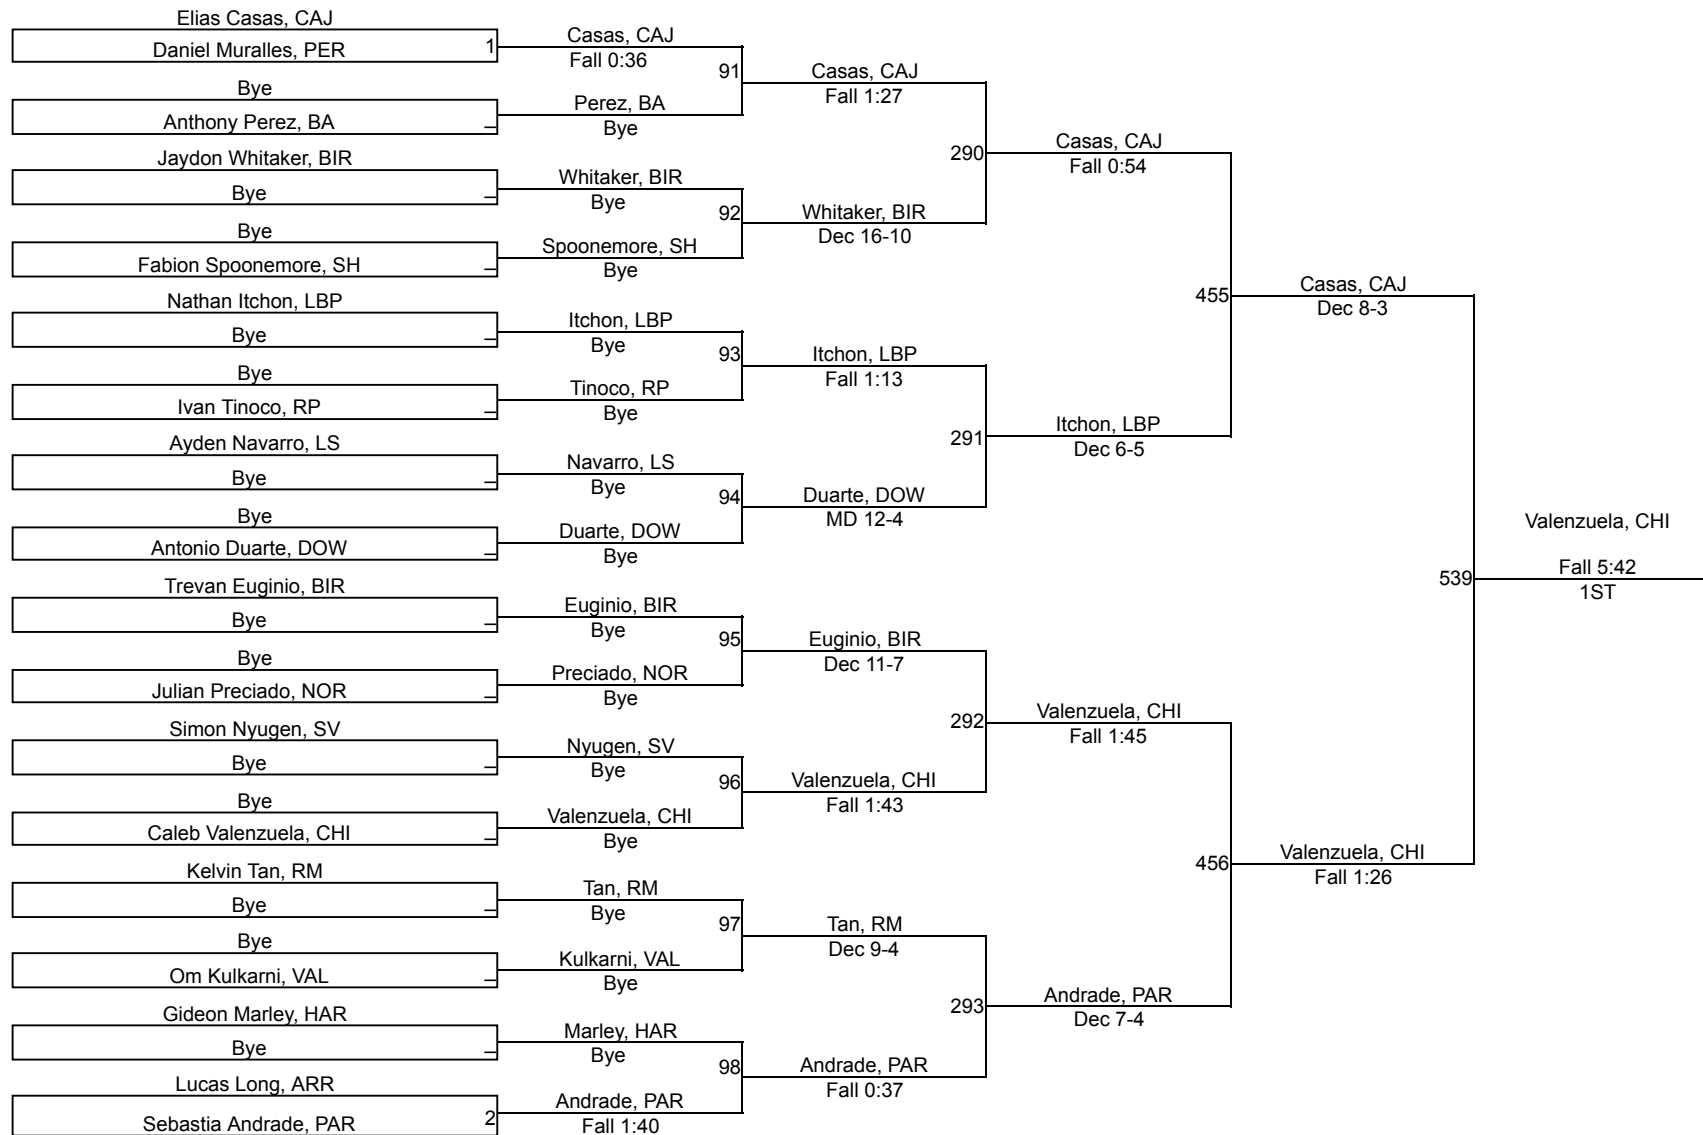 Elias Casas, CAJ
Daniel Muralles, PER
1
Bye
Anthony Perez, BA
_
Jaydon Whitaker, BIR
Bye
_
Bye
Fabion Spoonemore, SH
_
Nathan Itchon, LBP
Bye
_
Bye
Ivan Tinoco, RP
_
Ayden Navarro, LS
Bye
_
Bye
Antonio Duarte, DOW
_
Trevan Euginio, BIR
Bye
_
Bye
Julian Preciado, NOR
_
Simon Nyugen, SV
Bye
_
Bye
Caleb Valenzuela, CHI
_
Kelvin Tan, RM
Bye
_
Bye
Om Kulkarni, VAL
_
Gideon Marley, HAR
Bye
_
Lucas Long, ARR
Sebastia Andrade, PAR
2
Casas, CAJ
Fall 0:36
91
Perez, BA
Bye
Whitaker, BIR
Bye
92
Spoonemore, SH
Bye
Itchon, LBP
Bye
93
Tinoco, RP
Bye
Navarro, LS
Bye
94
Duarte, DOW
Bye
Euginio, BIR
Bye
95
Preciado, NOR
Bye
Nyugen, SV
Bye
96
Valenzuela, CHI
Bye
Tan, RM
Bye
97
Kulkarni, VAL
Bye
Marley, HAR
Bye
98
Andrade, PAR
Fall 1:40
Casas, CAJ
Fall 1:27
290
Whitaker, BIR
Dec 16-10
Itchon, LBP
Fall 1:13
291
Duarte, DOW
MD 12-4
Euginio, BIR
Dec 11-7
292
Valenzuela, CHI
Fall 1:43
Tan, RM
Dec 9-4
293
Andrade, PAR
Fall 0:37
Casas, CAJ
Fall 0:54
455
Itchon, LBP
Dec 6-5
Valenzuela, CHI
Fall 1:45
456
Andrade, PAR
Dec 7-4
Casas, CAJ
Dec 8-3
539
Valenzuela, CHI
Fall 1:26
Valenzuela, CHI
Fall 5:42
1ST